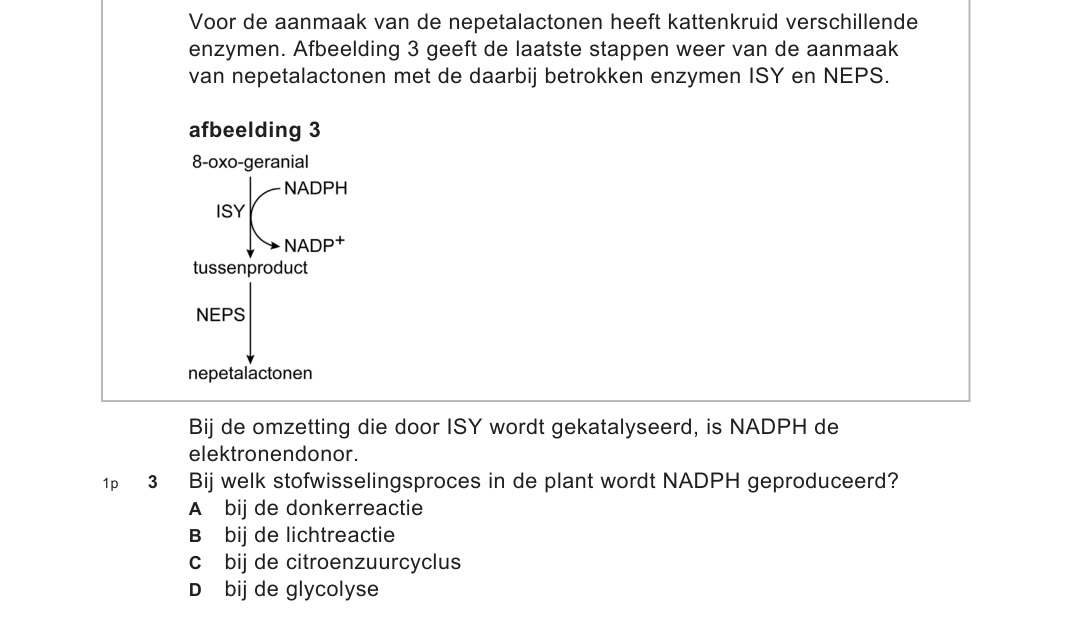 Voor de aanmaak van de nepetalactonen heeft kattenkruid verschillende
enzymen. Afbeelding 3 geeft de laatste stappen weer van de aanmaak
van nepetalactonen met de daarbij betrokken enzymen ISY en NEPS.
afbeelding 3
8-oxo-geranial
NADPH
ISY
NADP+
tussenproduct
NEPS
nepetalactonen
Bij de omzetting die door ISY wordt gekatalyseerd, is NADPH de
elektronendonor.
1p 3 Bij welk stofwisselingsproces in de plant wordt NADPH geproduceerd?
A bij de donkerreactie
B bij de lichtreactie
C bij de citroenzuurcyclus
D bij de glycolyse